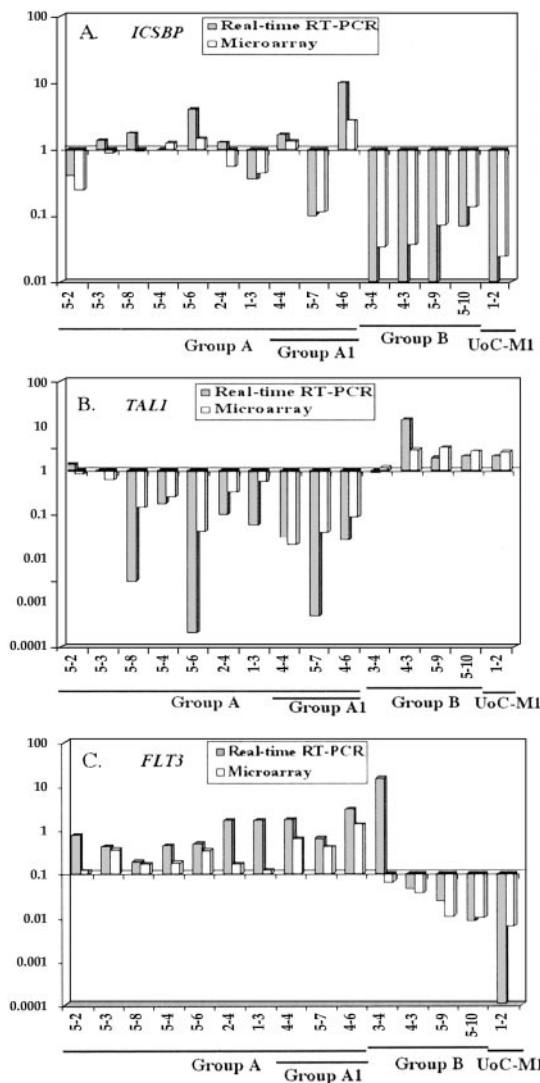 A. ICSBP
Real-time RT-PCR
Microarray
100
10
1
0.1
0.01
5-2 5-3 5-8 5-4 5-6 2-4 1-3 4-4 5-7 4-6 3-4 4-3 5-9 5-10 1-2
Group A Group A1 Group B UoC-M1
B. TAL1
Real-time RT-PCR
Microarray
100
10
1
0.1
0.01
0.001
0.0001
5-2 5-3 5-8 5-4 5-6 2-4 1-3 4-4 5-7 4-6 3-4 4-3 5-9 5-10 1-2
Group A Group A1 Group B UoC-M1
C. FLT3
Real-time RT-PCR
Microarray
100
10
1
0.1
0.01
0.001
0.0001
5-2 5-3 5-8 5-4 5-6 2-4 1-3 4-4 5-7 4-6 3-4 4-3 5-9 5-10 1-2
Group A Group A1 Group B UoC-M1